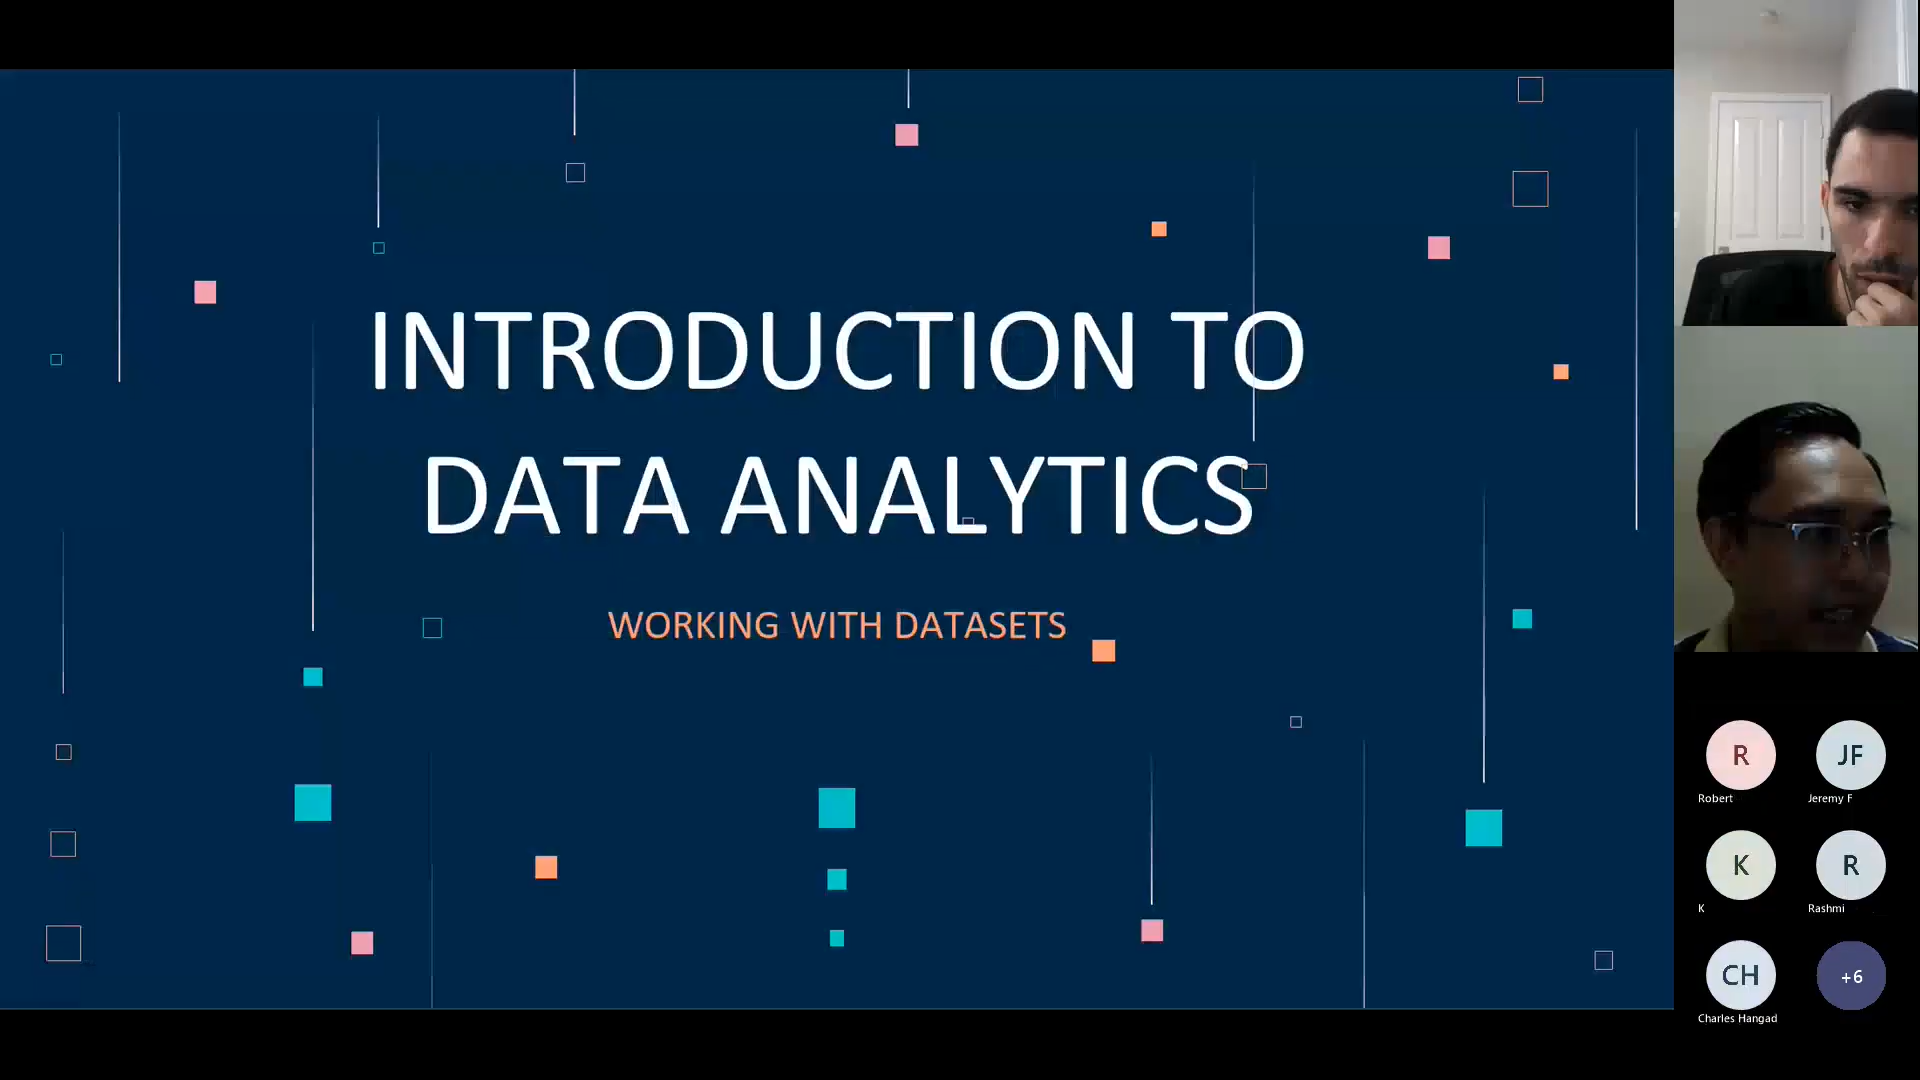 INTRODUCTION TO
DATA ANALYTICS
WORKING WITH DATASETS
R
JF
Robert
Jeremy F
K
R
K
Rashmi
CH
+6
Charles Hangad